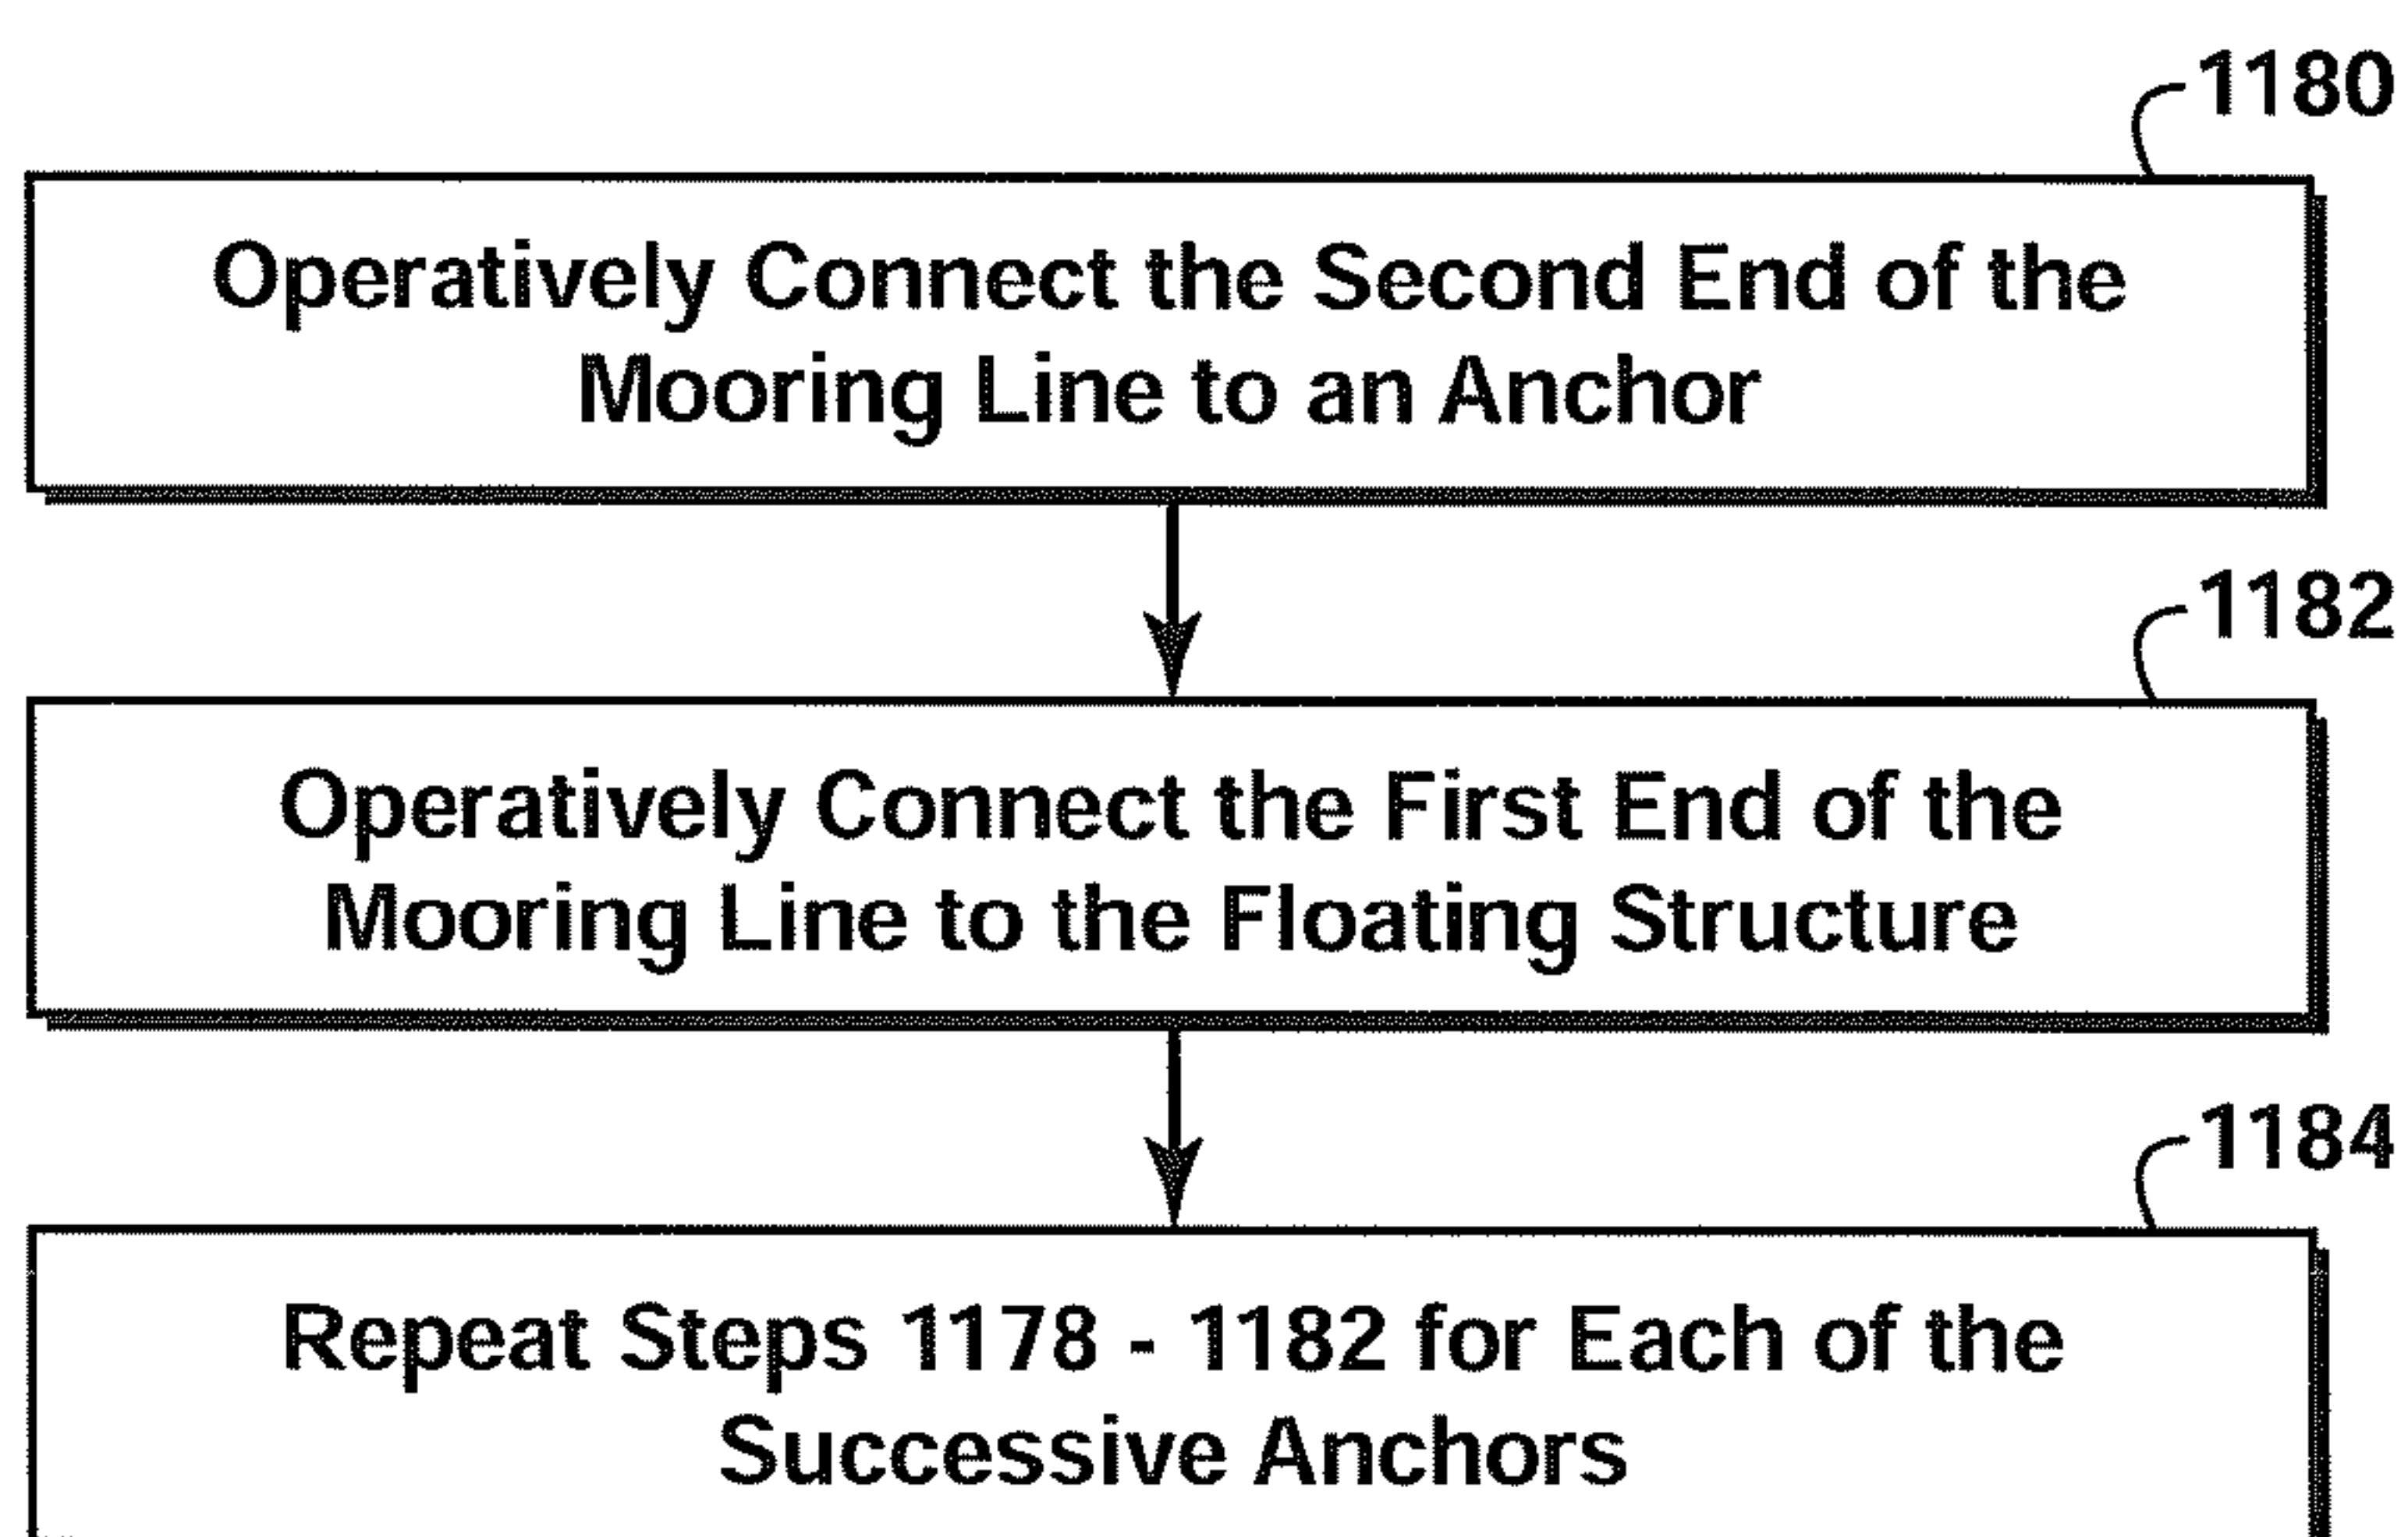 1180
Operatively Connect the Second End of the
Mooring Line to an Anchor
1182
Operatively Connect the First End of the
Mooring Line to the Floating Structure
1184
Repeat Steps 1178 - 1182 for Each of the
Successive Anchors